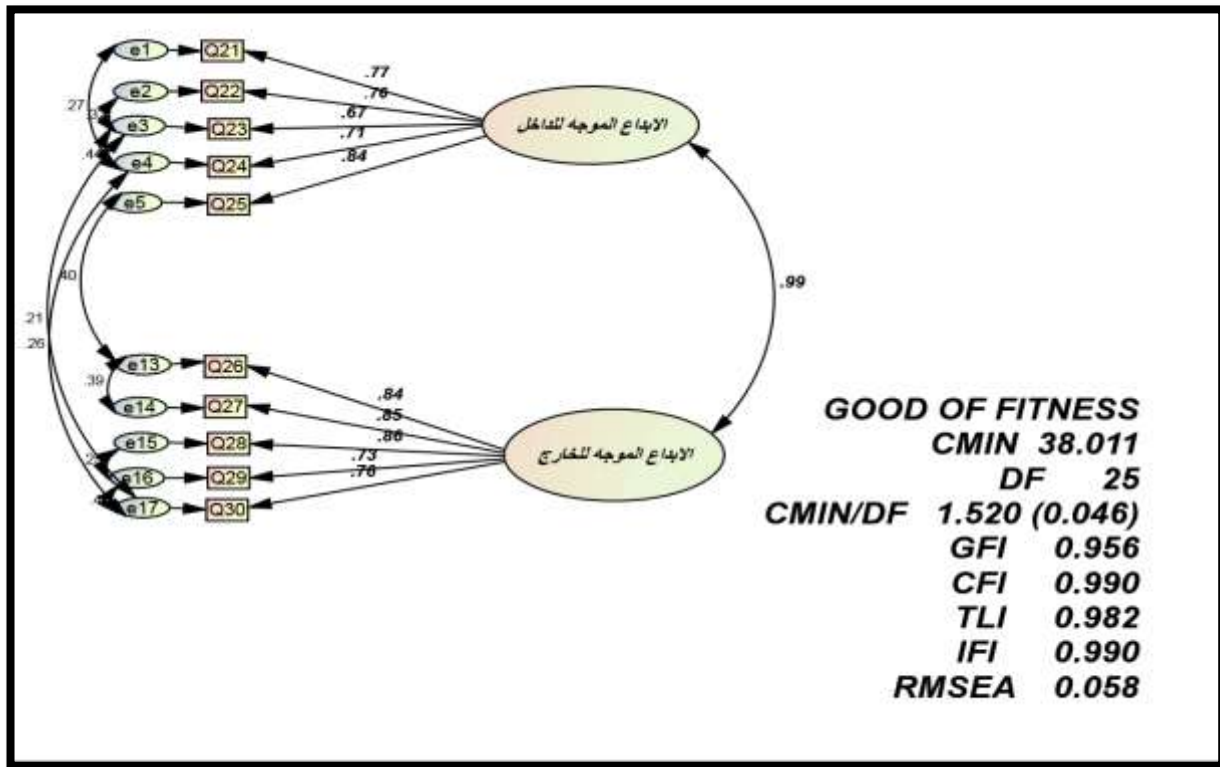 e1 Q21
.77
e2 Q22
.76
.27
e3 Q23
.67
الابداع الموجه للداخل
.71
e4 Q24
.84
e5 Q25
.40
.99
.21
.26
e13 Q26
.39
.84
e14 Q27
.85
.86
e15 Q28
الابداع الموجه للخارج
.73
e16 Q29
.76
e17 Q30
GOOD OF FITNESS
CMIN 38.011
DF 25
CMIN/DF 1.520 (0.046)
GFI 0.956
CFI 0.990
TLI 0.982
IFI 0.990
RMSEA 0.058